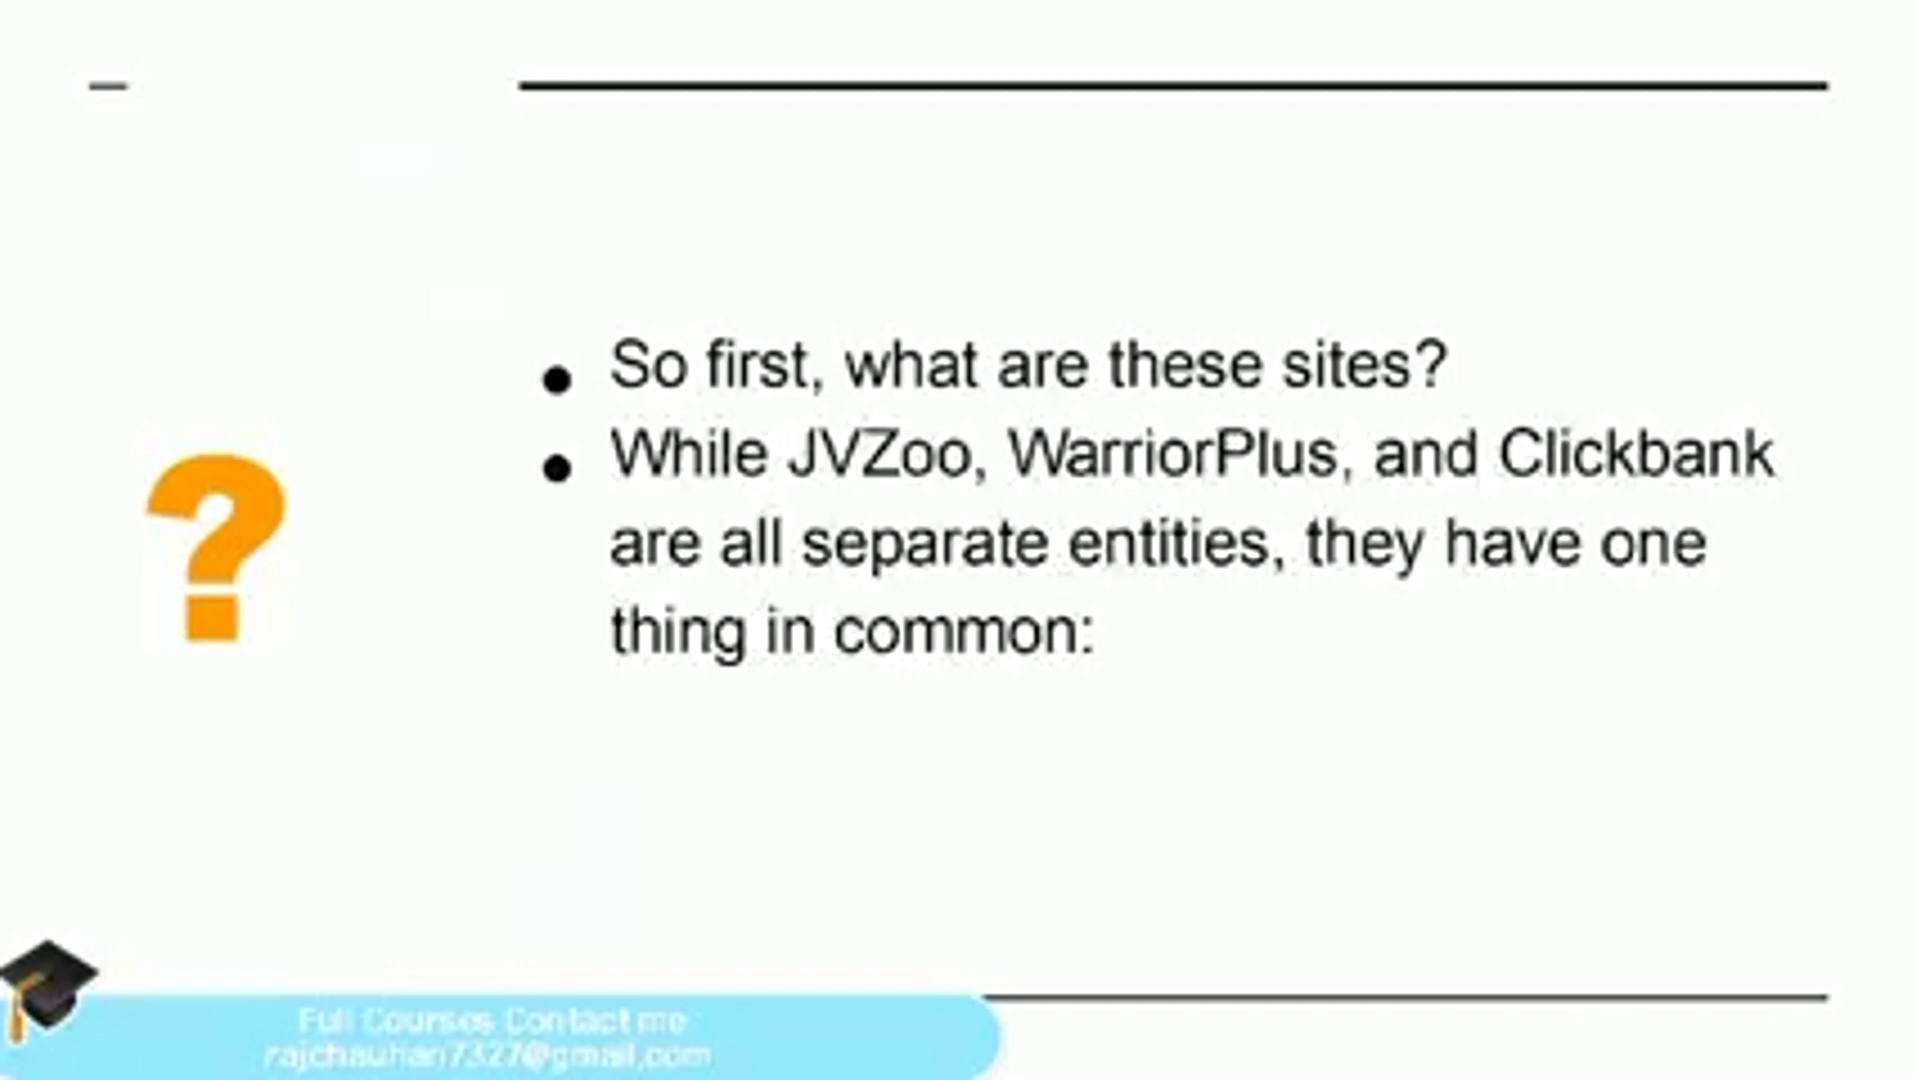 So first, what are these sites?
While JVZoo, WarriorPlus, and Clickbank
are all separate entities, they have one
thing in common:
?
Full Courses Contact me
rajchauhan7327@gmail.com